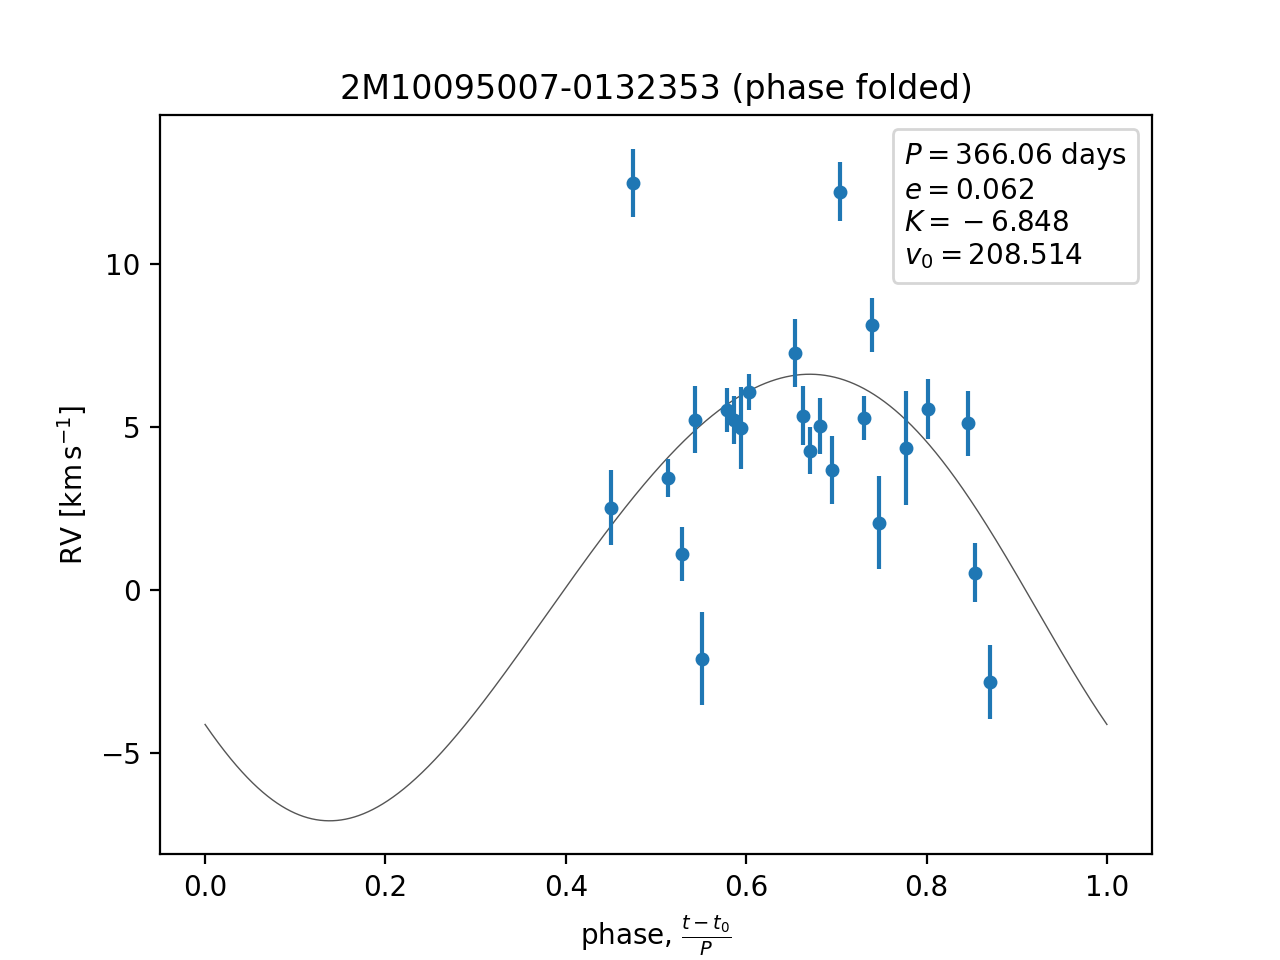 2M10095007-0132353 (phase folded)
P = 366.06 days
e = 0.062
K = −6.848
v₀ = 208.514
RV [km s⁻¹]
10
5
0
−5
0.0 0.2 0.4 0.6 0.8 1.0
phase, (t − t₀)/P